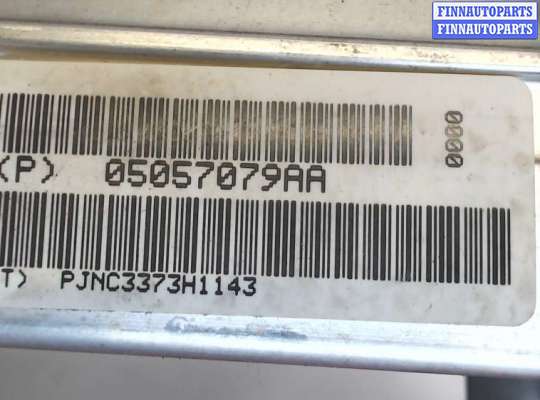 FINNAUTOPARTS
FINNAUTOPARTS
0000
(P) 05057079AA
T) PJNC3373H1143